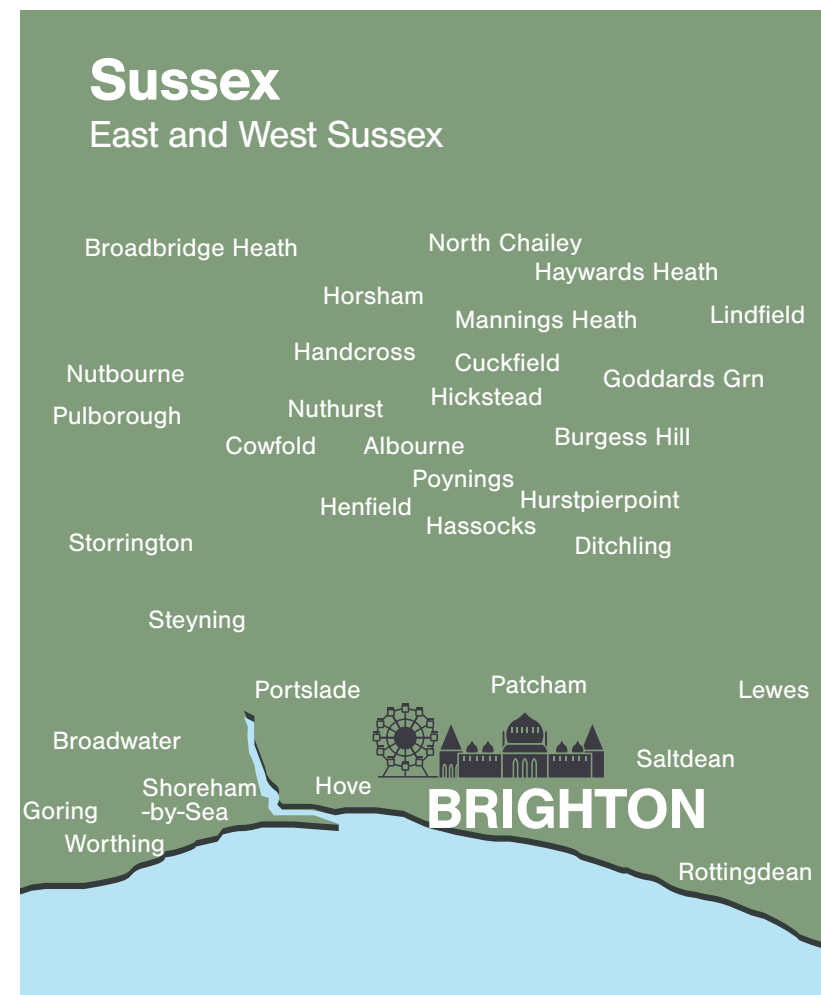 Sussex
East and West Sussex
North Chailey
Broadbridge Heath
Haywards Heath
Horsham
Lindfield
Mannings Heath
Handcross
Cuckfield
Nutbourne
Goddards Grn
Hickstead
Nuthurst
Pulborough
Burgess Hill
Cowfold
Albourne
Poynings
Hurstpierpoint
Henfield
Hassocks
Storrington
Ditchling
Steyning
Patcham
Portslade
Lewes
Broadwater
Saltdean
Shoreham
-by-Sea
Hove
BRIGHTON
Goring
Worthing
Rottingdean